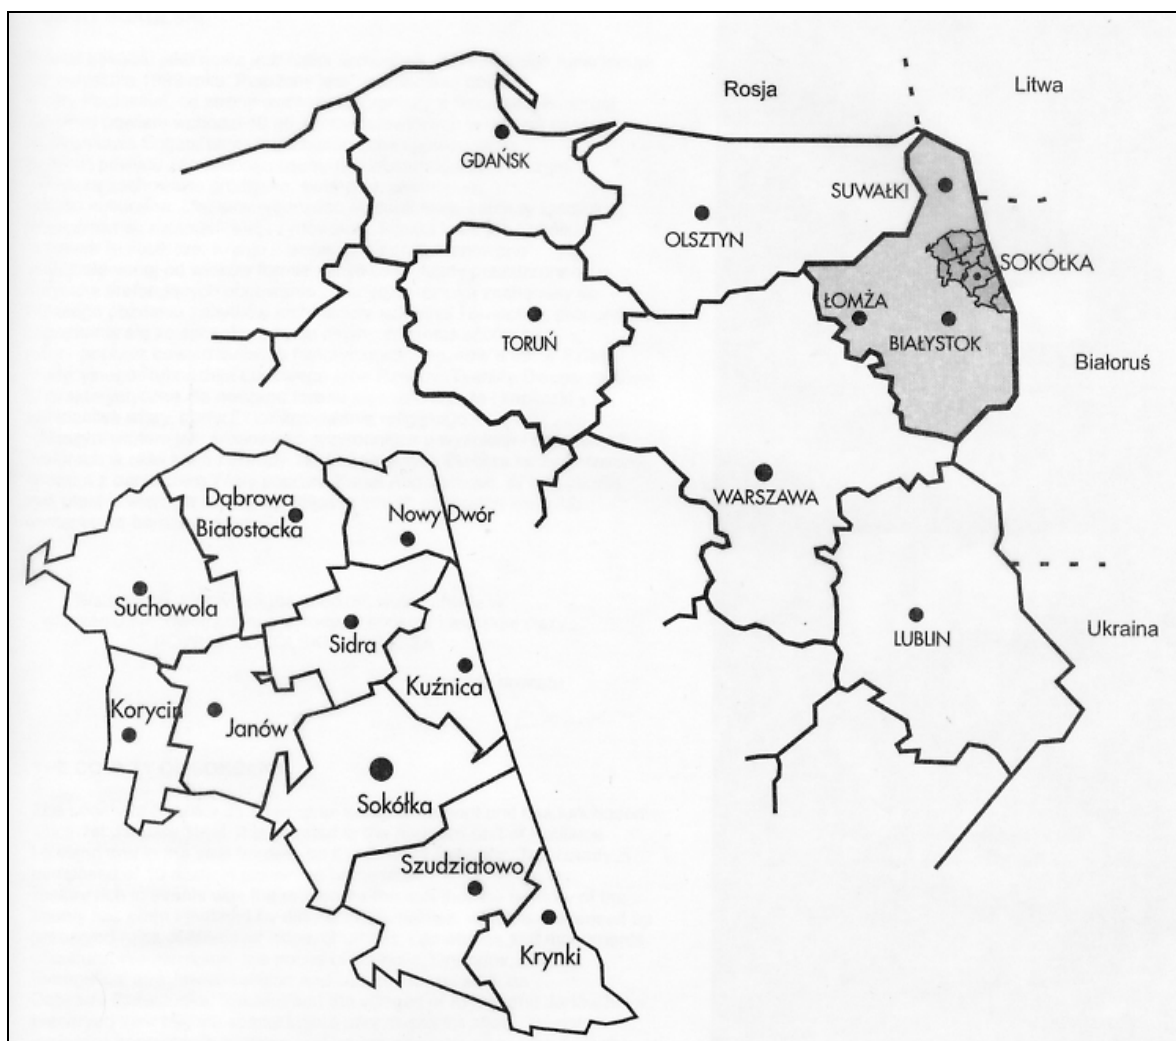 Rosja
Litwa
GDAŃSK
SUWAŁKI
OLSZTYN
SOKÓŁKA
ŁOMŻA
TORUŃ
BIAŁYSTOK
Białoruś
WARSZAWA
Dąbrowa
Białostocka
Nowy Dwór
Suchowola
Sidra
LUBLIN
Ukraina
Kuźnica
Korycin
Janów
Sokółka
Szudziałowo
Krynki